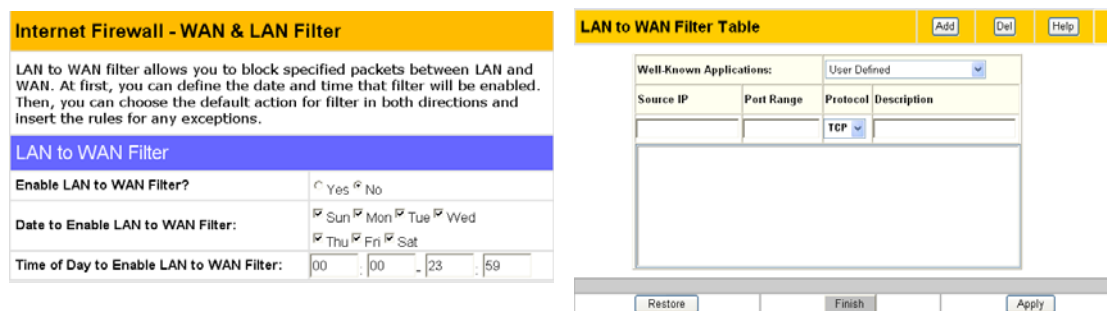 Internet Firewall - WAN & LAN Filter
LAN to WAN filter allows you to block specified packets between LAN and
WAN. At first, you can define the date and time that filter will be enabled.
Then, you can choose the default action for filter in both directions and
insert the rules for any exceptions.
LAN to WAN Filter
Enable LAN to WAN Filter? Yes No
Date to Enable LAN to WAN Filter: Sun Mon Tue Wed
Thu Fri Sat
Time of Day to Enable LAN to WAN Filter: 00 : 00 - 23 : 59
LAN to WAN Filter Table Add Del Help
Well-Known Applications: User Defined
Source IP Port Range Protocol Description
TCP
Restore Finish Apply